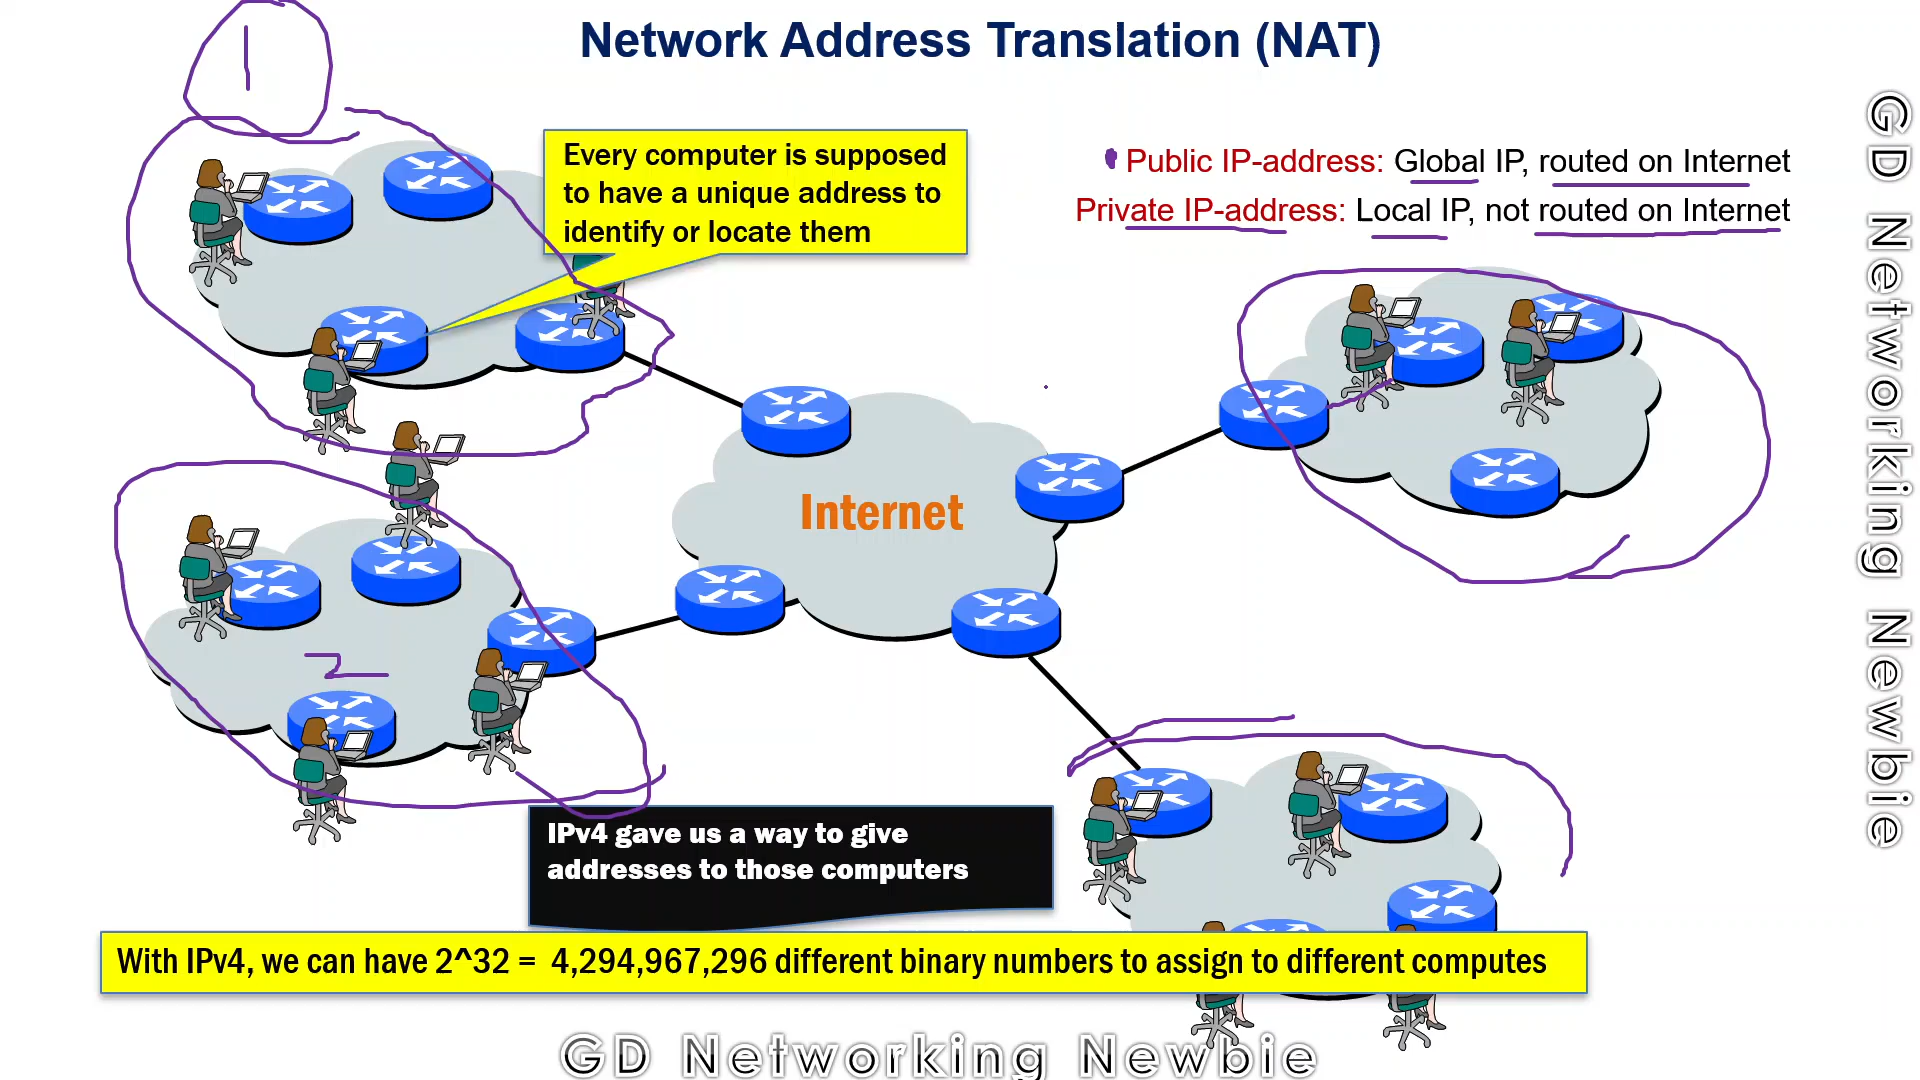 Network Address Translation (NAT)
1
Every computer is supposed
to have a unique address to
identify or locate them
Public IP-address: Global IP, routed on Internet
Private IP-address: Local IP, not routed on Internet
Internet
2
IPv4 gave us a way to give
addresses to those computers
With IPv4, we can have 2^32 = 4,294,967,296 different binary numbers to assign to different computes
GD Networking Newbie
GD Networking Newbie